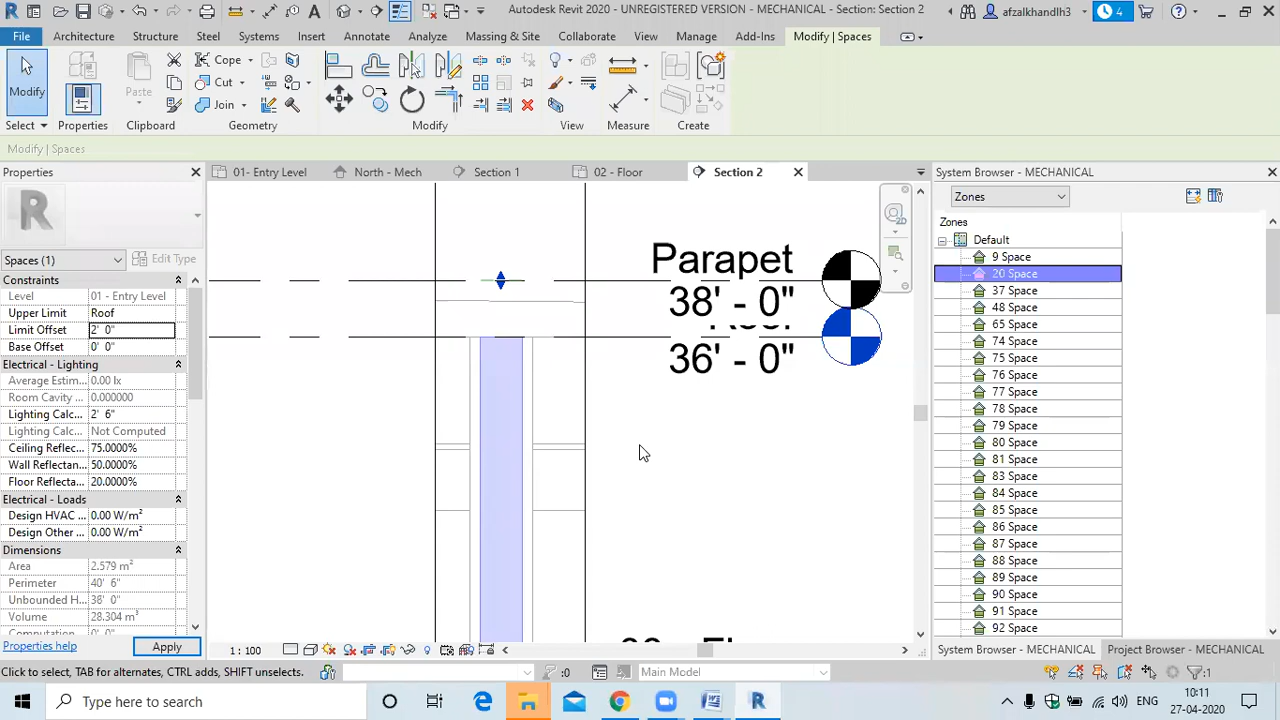 Autodesk Revit 2020 - UNREGISTERED VERSION - MECHANICAL - Section: Section 2
afzalkhandlh3
4
File Architecture Structure Steel Systems Insert Annotate Analyze Massing & Site Collaborate View Manage Add-Ins Modify | Spaces
Modify
Paste
Cope
Cut
Join
Select Properties Clipboard Geometry Modify View Measure Create
Modify | Spaces
Properties
01- Entry Level North - Mech Section 1 02 - Floor Section 2
System Browser - MECHANICAL
Zones
Spaces (1) Edit Type
Constraints
Level 01 - Entry Level
Upper Limit Roof
Limit Offset 2' 0"
Base Offset 0' 0"
Electrical - Lighting
Average Estim... 0.00 lx
Room Cavity ... 0.000000
Lighting Calc... 2' 6"
Lighting Calc... Not Computed
Ceiling Reflec... 75.0000%
Wall Reflectan... 50.0000%
Floor Reflecta... 20.0000%
Electrical - Loads
Design HVAC ... 0.00 W/m²
Design Other ... 0.00 W/m²
Dimensions
Area 2.579 m²
Perimeter 40' 6"
Unbounded H... 38' 0"
Volume 28.304 m³
Properties help Apply
2D
Parapet
38' - 0"
36' - 0"
Zones
Default
9 Space
20 Space
37 Space
48 Space
65 Space
74 Space
75 Space
76 Space
77 Space
78 Space
79 Space
80 Space
81 Space
83 Space
84 Space
85 Space
86 Space
87 Space
88 Space
89 Space
90 Space
91 Space
92 Space
1 : 100
System Browser - MECHANICAL Project Browser - MECHANICAL
Click to select, TAB for alternates, CTRL adds, SHIFT unselects.
:0
Main Model
:1
Type here to search
ENG
10:11
27-04-2020